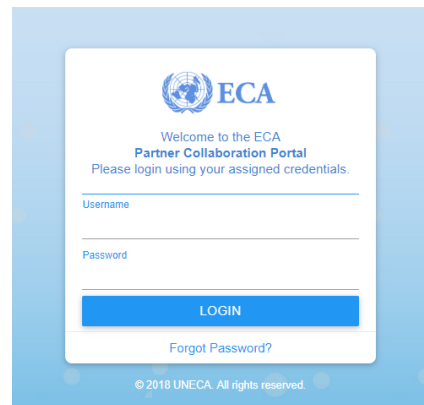 ECA
Welcome to the ECA
Partner Collaboration Portal
Please login using your assigned credentials.
Username
Password
LOGIN
Forgot Password?
© 2018 UNECA. All rights reserved.